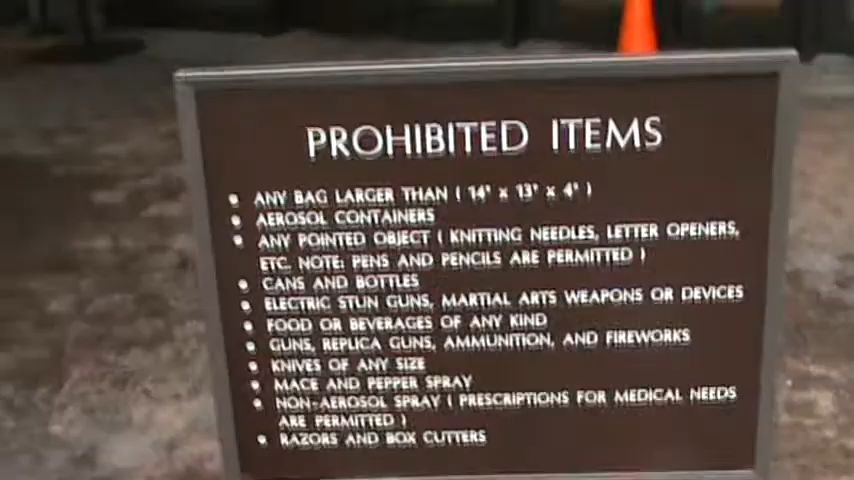 PROHIBITED ITEMS
• ANY BAG LARGER THAN ( 14" x 13" x 4" )
• AEROSOL CONTAINERS
• ANY POINTED OBJECT ( KNITTING NEEDLES, LETTER OPENERS,
ETC. NOTE: PENS AND PENCILS ARE PERMITTED )
• CANS AND BOTTLES
• ELECTRIC STUN GUNS, MARTIAL ARTS WEAPONS OR DEVICES
• FOOD OR BEVERAGES OF ANY KIND
• GUNS, REPLICA GUNS, AMMUNITION, AND FIREWORKS
• KNIVES OF ANY SIZE
• MACE AND PEPPER SPRAY
• NON-AEROSOL SPRAY ( PRESCRIPTIONS FOR MEDICAL NEEDS
ARE PERMITTED )
• RAZORS AND BOX CUTTERS